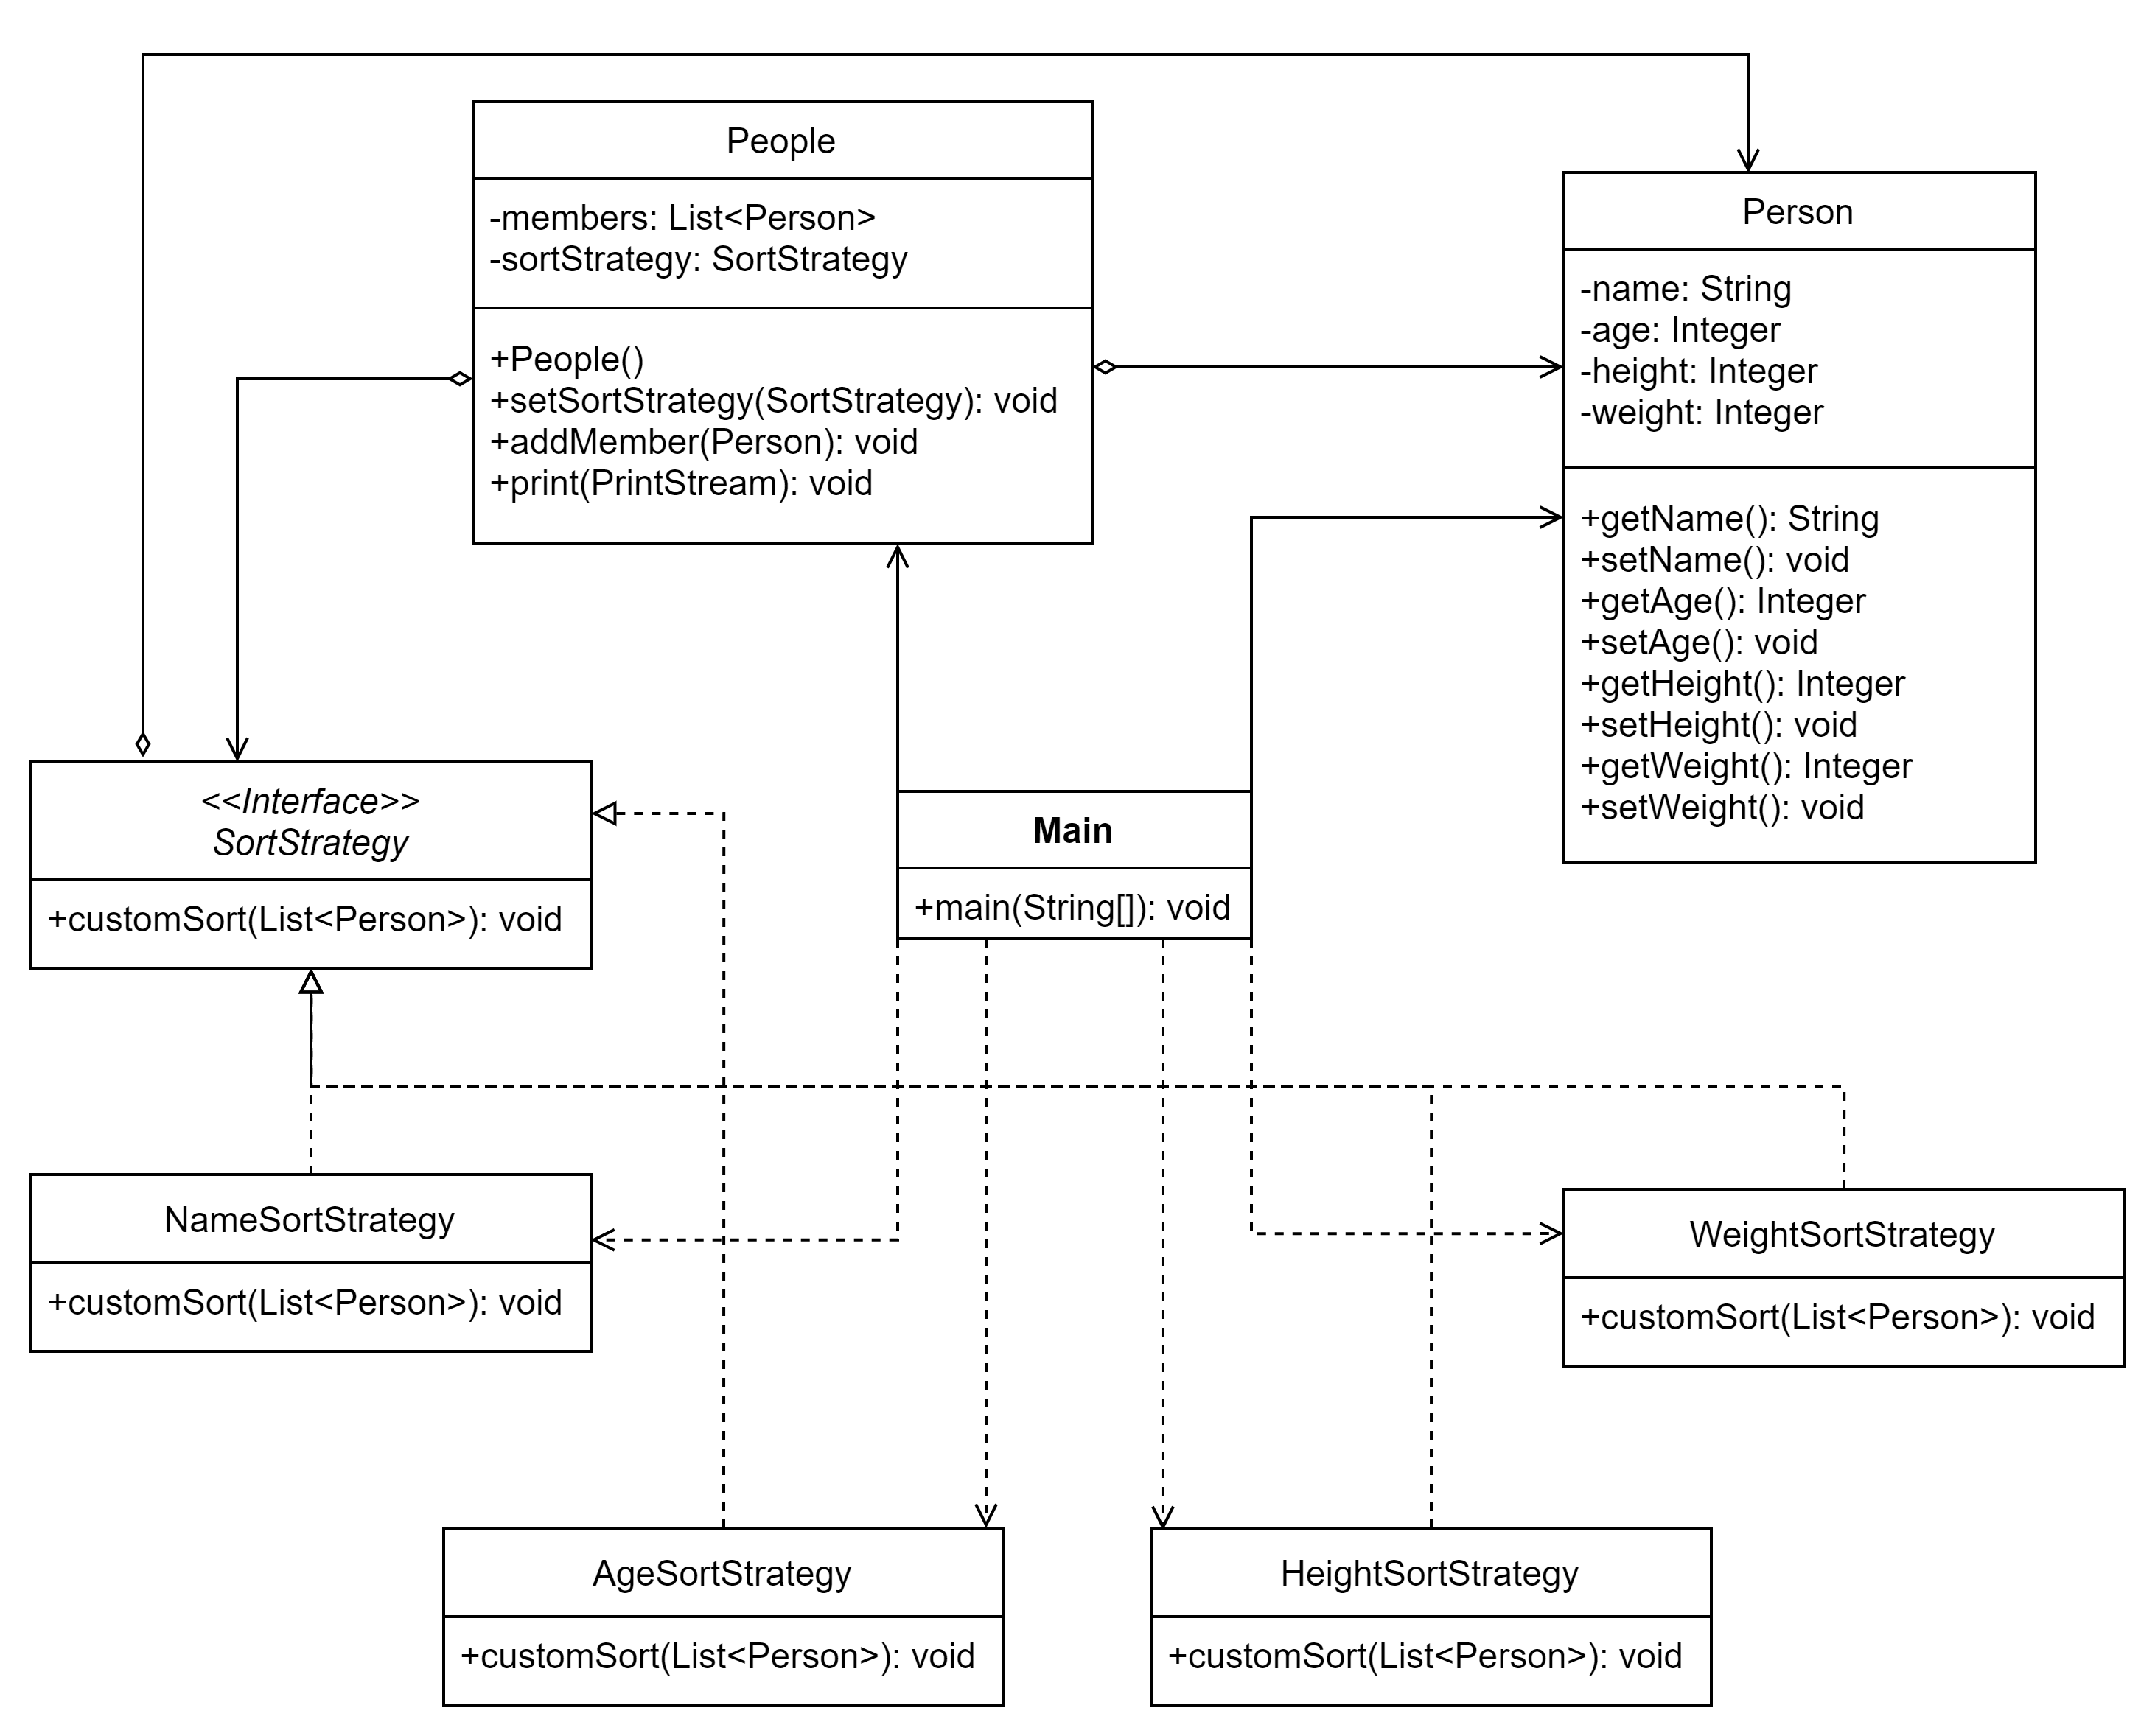 People
-members: List<Person>
-sortStrategy: SortStrategy
+People()
+setSortStrategy(SortStrategy): void
+addMember(Person): void
+print(PrintStream): void
Person
-name: String
-age: Integer
-height: Integer
-weight: Integer
+getName(): String
+setName(): void
+getAge(): Integer
+setAge(): void
+getHeight(): Integer
+setHeight(): void
+getWeight(): Integer
+setWeight(): void
<<Interface>>
SortStrategy
+customSort(List<Person>): void
Main
+main(String[]): void
NameSortStrategy
+customSort(List<Person>): void
WeightSortStrategy
+customSort(List<Person>): void
AgeSortStrategy
+customSort(List<Person>): void
HeightSortStrategy
+customSort(List<Person>): void